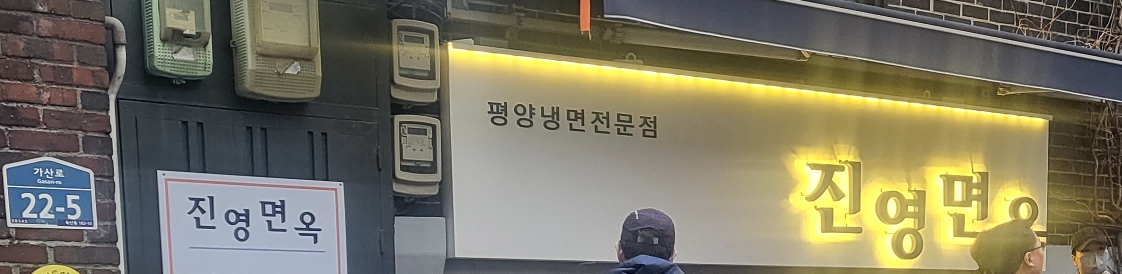 평양냉면전문점
진영면옥
진영면옥
가산로
Gasan-ro
22-5